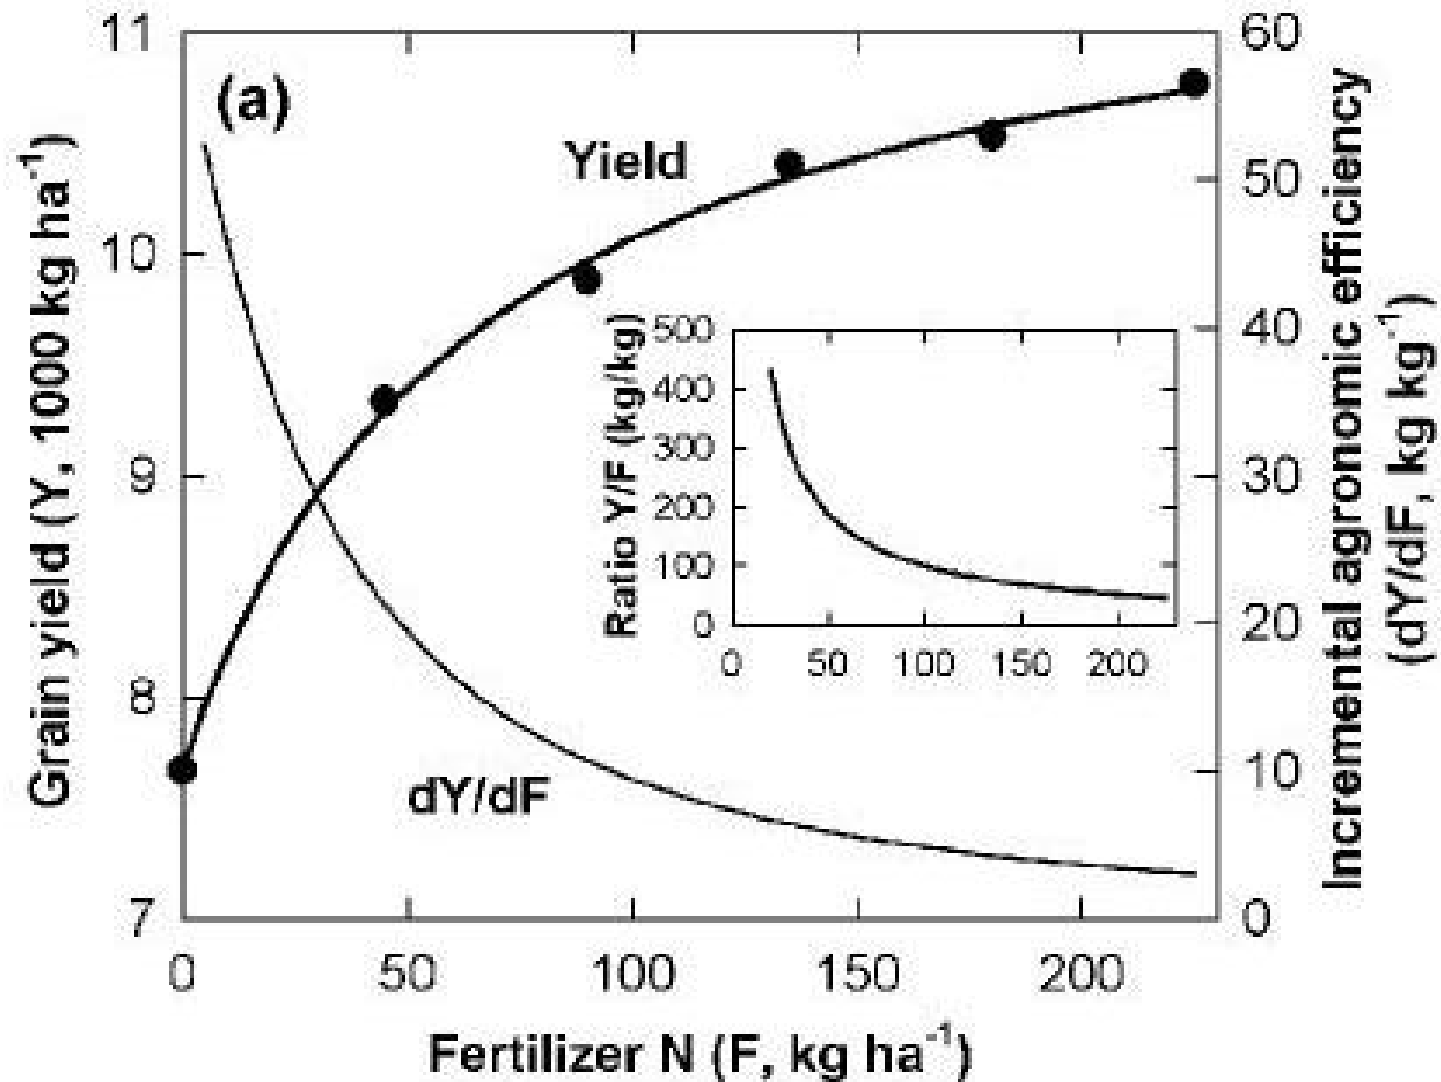 (a)
Yield
dY/dF
Grain yield (Y, 1000 kg ha-1)
11
10
9
8
7
0 50 100 150 200
Fertilizer N (F, kg ha-1)
60
50
40
30
20
10
0
Incremental agronomic efficiency
(dY/dF, kg kg-1)
Ratio Y/F (kg/kg)
500
400
300
200
100
0
0 50 100 150 200